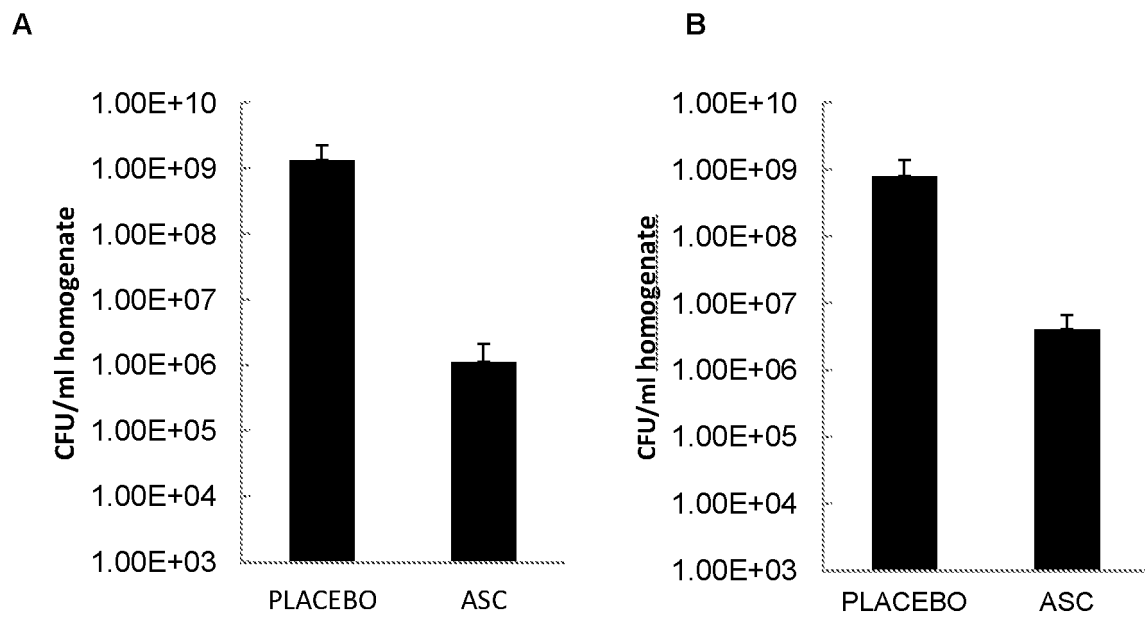 A
CFU/ml homogenate
1.00E+10
1.00E+09
1.00E+08
1.00E+07
1.00E+06
1.00E+05
1.00E+04
1.00E+03
PLACEBO
ASC
B
CFU/ml homogenate
1.00E+10
1.00E+09
1.00E+08
1.00E+07
1.00E+06
1.00E+05
1.00E+04
1.00E+03
PLACEBO
ASC